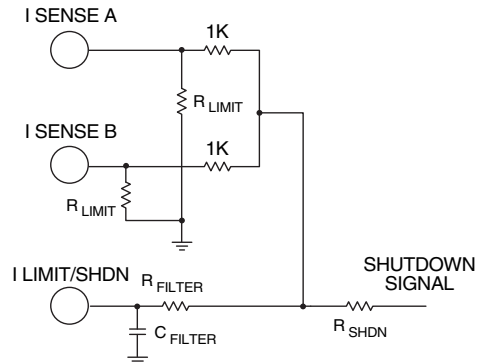 I SENSE A
1K
R LIMIT
I SENSE B
1K
R LIMIT
I LIMIT/SHDN
R FILTER
SHUTDOWN
SIGNAL
C FILTER
R SHDN